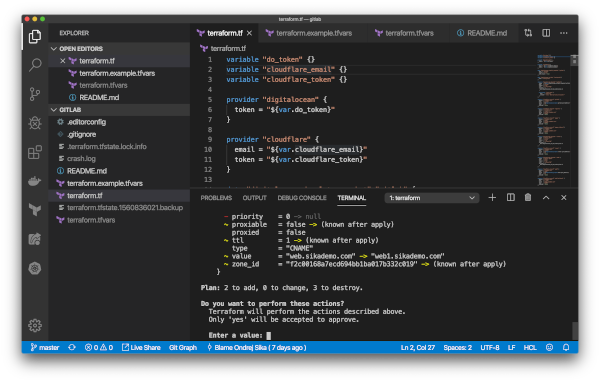 terraform.tf — gitlab
EXPLORER
OPEN EDITORS
terraform.tf
terraform.example.tfvars
terraform.tfvars
README.md
GITLAB
.editorconfig
.gitignore
.terraform.tfstate.lock.info
crash.log
README.md
terraform.example.tfvars
terraform.tf
terraform.tfstate.1560836021.backup
terraform.tfvars
terraform.tf
terraform.example.tfvars
terraform.tfvars
README.md
terraform.tf
1 variable "do_token" {}
2 variable "cloudflare_email" {}
3 variable "cloudflare_token" {}
4
5 provider "digitalocean" {
6 token = "${var.do_token}"
7 }
8
9 provider "cloudflare" {
10 email = "${var.cloudflare_email}"
11 token = "${var.cloudflare_token}"
12 }
13
PROBLEMS OUTPUT DEBUG CONSOLE TERMINAL 1: terraform
- priority = 0 -> null
~ proxiable = false -> (known after apply)
proxied = false
~ ttl = 1 -> (known after apply)
type = "CNAME"
~ value = "web.sikademo.com" -> "web1.sikademo.com"
~ zone_id = "f2c00168a7ecd694bb1ba017b332c019" -> (known after apply)
}
Plan: 2 to add, 0 to change, 3 to destroy.
Do you want to perform these actions?
Terraform will perform the actions described above.
Only 'yes' will be accepted to approve.
Enter a value:
master 0 0 Live Share Git Graph Blame Ondrej Sika ( 7 days ago ) Ln 2, Col 27 Spaces: 2 UTF-8 LF HCL